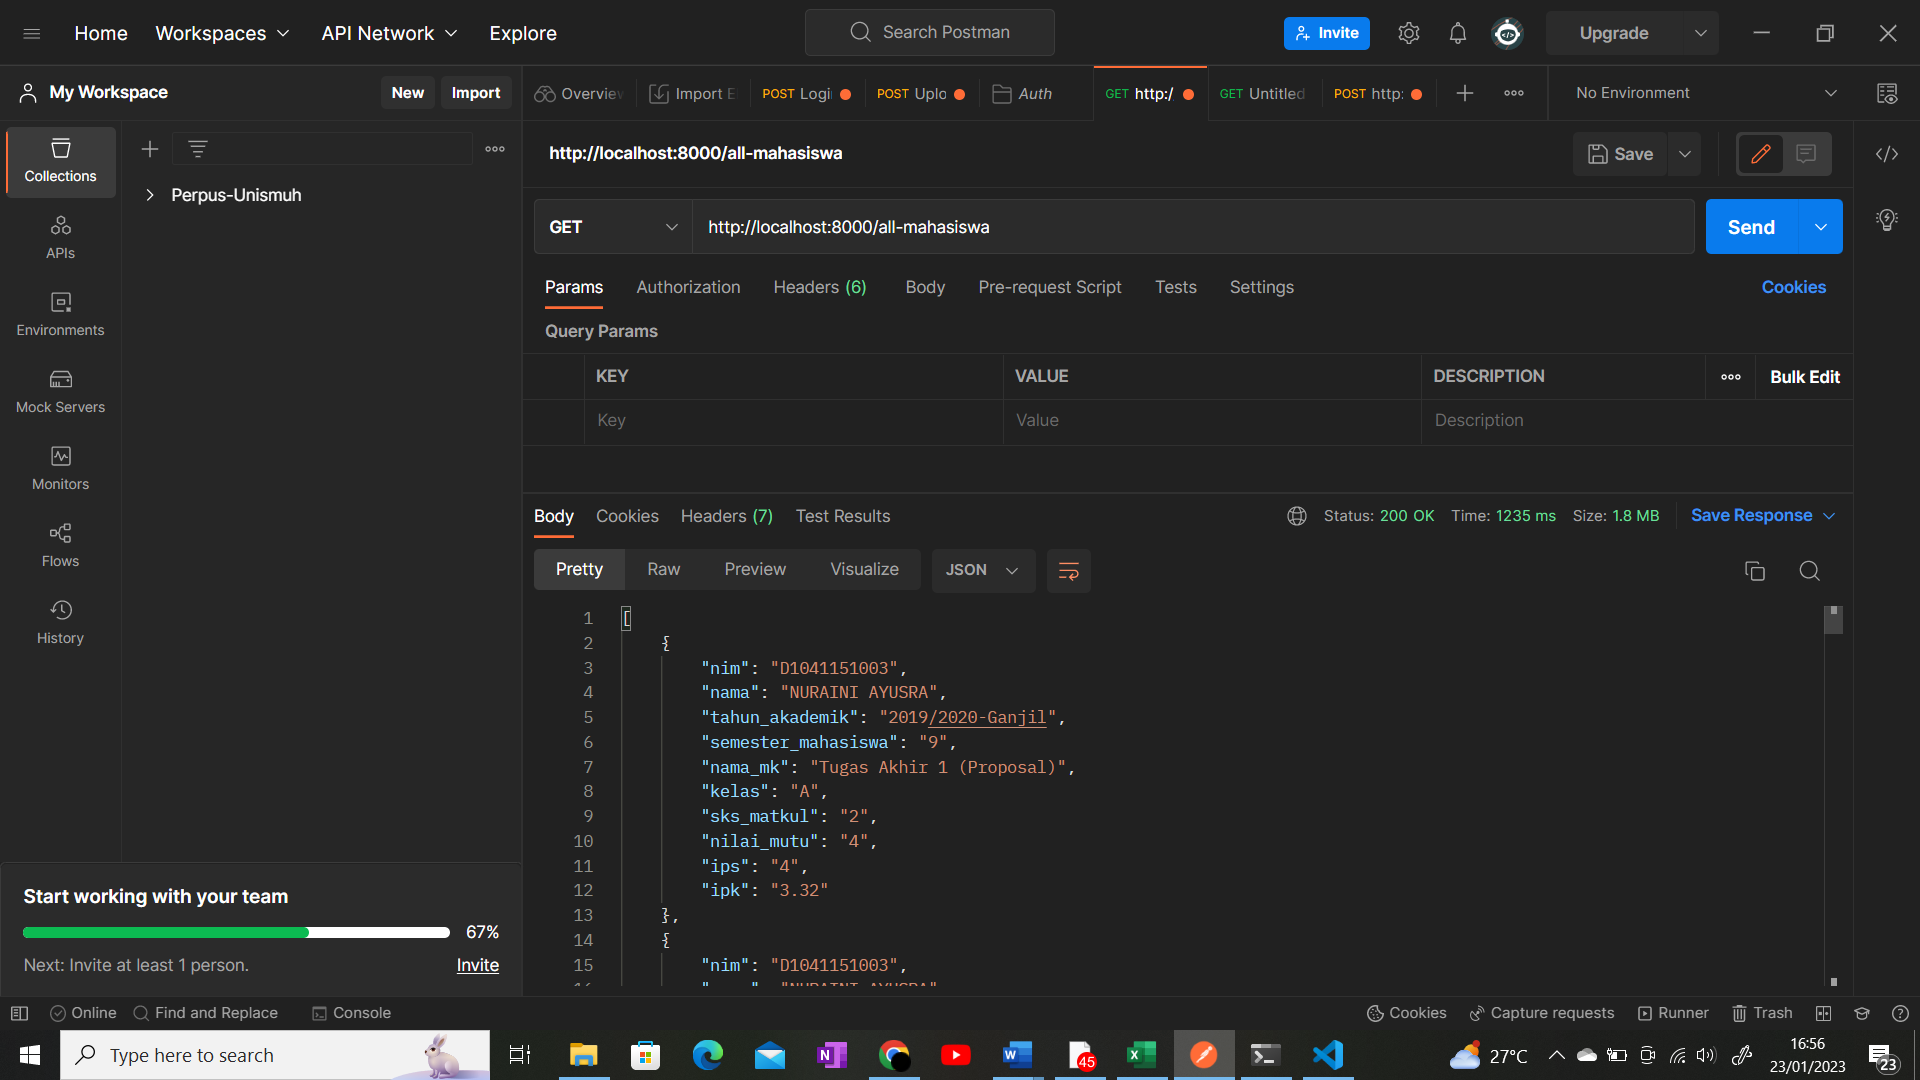 Home Workspaces API Network Explore Search Postman Invite Upgrade
My Workspace New Import Overview Import E POST Logi POST Uplo Auth GET http:/ GET Untitled POST http: No Environment
http://localhost:8000/all-mahasiswa Save
Collections
Perpus-Unismuh
GET http://localhost:8000/all-mahasiswa Send
APIs
Params Authorization Headers (6) Body Pre-request Script Tests Settings Cookies
Environments
Query Params
KEY VALUE DESCRIPTION Bulk Edit
Mock Servers
Key Value Description
Monitors
Body Cookies Headers (7) Test Results Status: 200 OK Time: 1235 ms Size: 1.8 MB Save Response
Flows
Pretty Raw Preview Visualize JSON
History
1 [
2 {
3 "nim": "D1041151003",
4 "nama": "NURAINI AYUSRA",
5 "tahun_akademik": "2019/2020-Ganjil",
6 "semester_mahasiswa": "9",
7 "nama_mk": "Tugas Akhir 1 (Proposal)",
8 "kelas": "A",
9 "sks_matkul": "2",
10 "nilai_mutu": "4",
11 "ips": "4",
12 "ipk": "3.32"
13 },
14 {
15 "nim": "D1041151003",
Start working with your team
67%
Next: Invite at least 1 person. Invite
Online Find and Replace Console Cookies Capture requests Runner Trash
Type here to search 45 27°C 16:56
23/01/2023 23